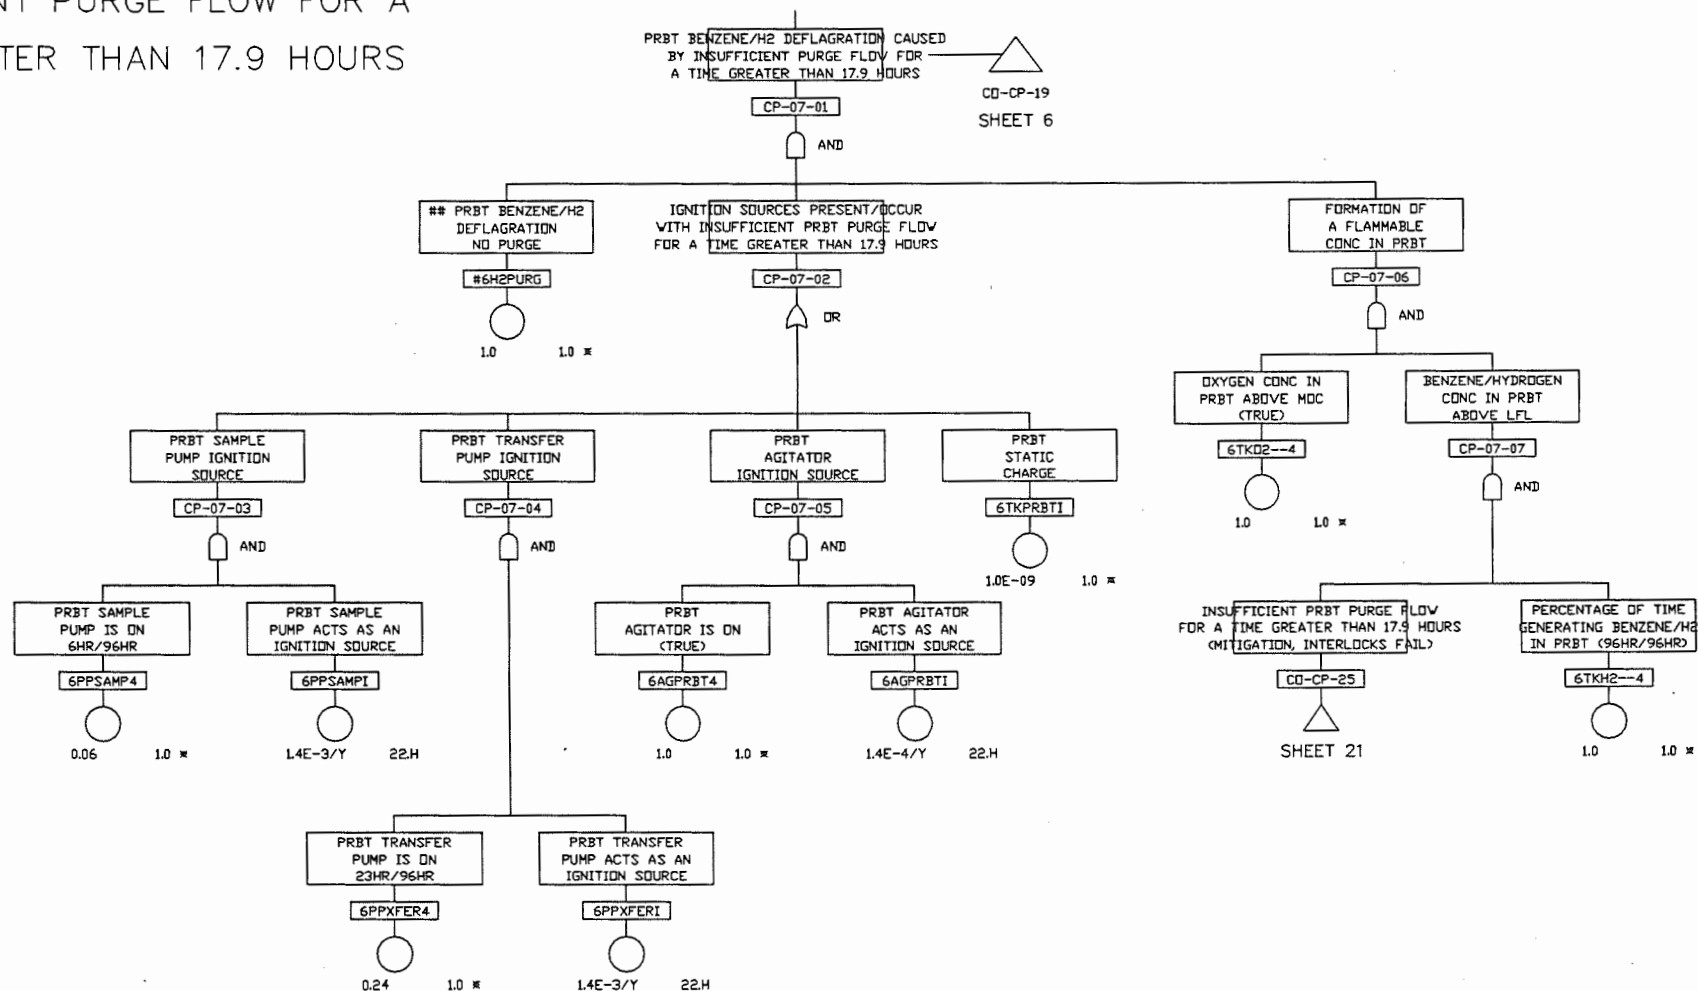 NT PURGE FLOW FOR A
TER THAN 17.9 HOURS
PRBT BENZENE/H2 DEFLAGRATION CAUSED
BY INSUFFICIENT PURGE FLOW FOR
A TIME GREATER THAN 17.9 HOURS
CP-07-01
AND
CO-CP-19
SHEET 6
## PRBT BENZENE/H2
DEFLAGRATION
NO PURGE
#6H2PURG
1.0 1.0 *
IGNITION SOURCES PRESENT/OCCUR
WITH INSUFFICIENT PRBT PURGE FLOW
FOR A TIME GREATER THAN 17.9 HOURS
CP-07-02
OR
FORMATION OF
A FLAMMABLE
CONC IN PRBT
CP-07-06
AND
OXYGEN CONC IN
PRBT ABOVE MOC
(TRUE)
6TKO2--4
1.0 1.0 *
BENZENE/HYDROGEN
CONC IN PRBT
ABOVE LFL
CP-07-07
AND
PRBT SAMPLE
PUMP IGNITION
SOURCE
CP-07-03
AND
PRBT TRANSFER
PUMP IGNITION
SOURCE
CP-07-04
AND
PRBT
AGITATOR
IGNITION SOURCE
CP-07-05
AND
PRBT
STATIC
CHARGE
6TKPRBTI
1.0E-09 1.0 *
PRBT SAMPLE
PUMP IS ON
6HR/96HR
6PPSAMP4
0.06 1.0 *
PRBT SAMPLE
PUMP ACTS AS AN
IGNITION SOURCE
6PPSAMPI
1.4E-3/Y 22.H
PRBT
AGITATOR IS ON
(TRUE)
6AGPRBT4
1.0 1.0 *
PRBT AGITATOR
ACTS AS AN
IGNITION SOURCE
6AGPRBTI
1.4E-4/Y 22.H
INSUFFICIENT PRBT PURGE FLOW
FOR A TIME GREATER THAN 17.9 HOURS
(MITIGATION, INTERLOCKS FAIL)
CO-CP-25
SHEET 21
PERCENTAGE OF TIME
GENERATING BENZENE/H2
IN PRBT (96HR/96HR)
6TKH2--4
1.0 1.0 *
PRBT TRANSFER
PUMP IS ON
23HR/96HR
6PPXFER4
0.24 1.0 *
PRBT TRANSFER
PUMP ACTS AS AN
IGNITION SOURCE
6PPXFERI
1.4E-3/Y 22.H